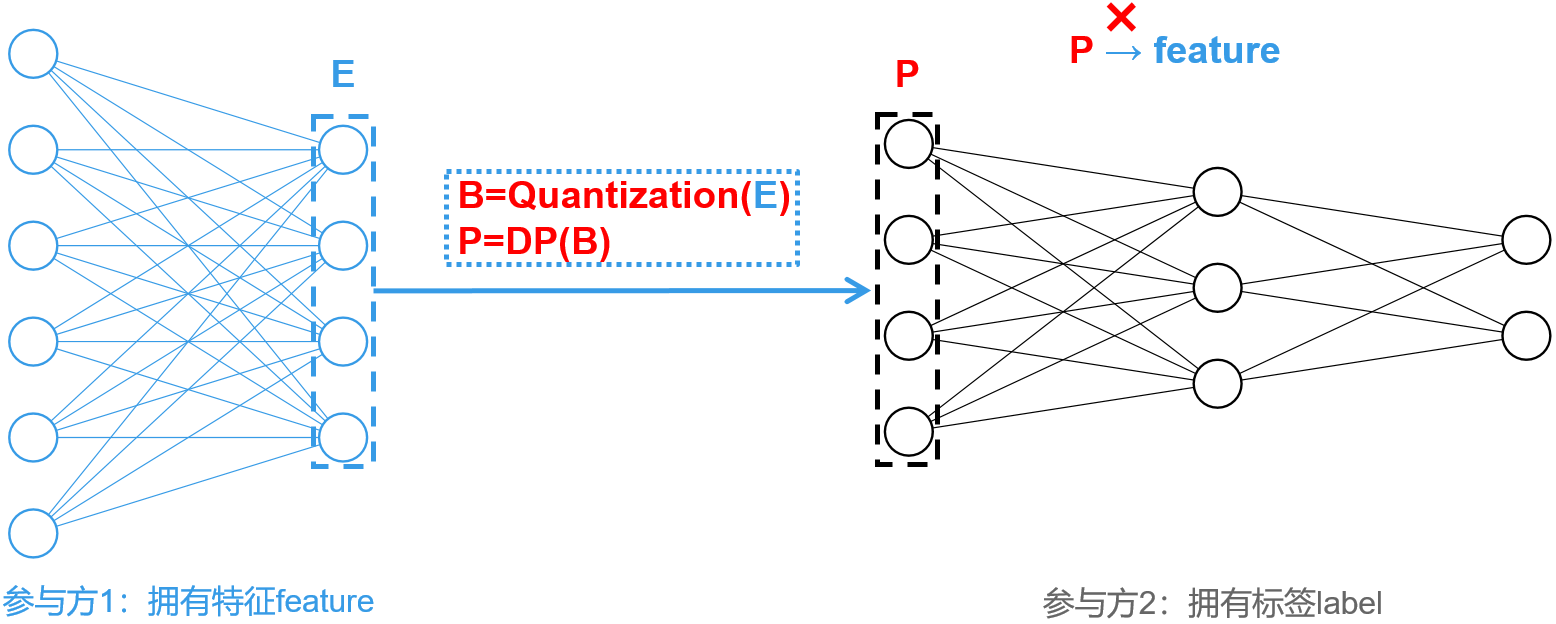 P → feature
E
P
B=Quantization(E)
P=DP(B)
参与方1：拥有特征feature
参与方2：拥有标签label